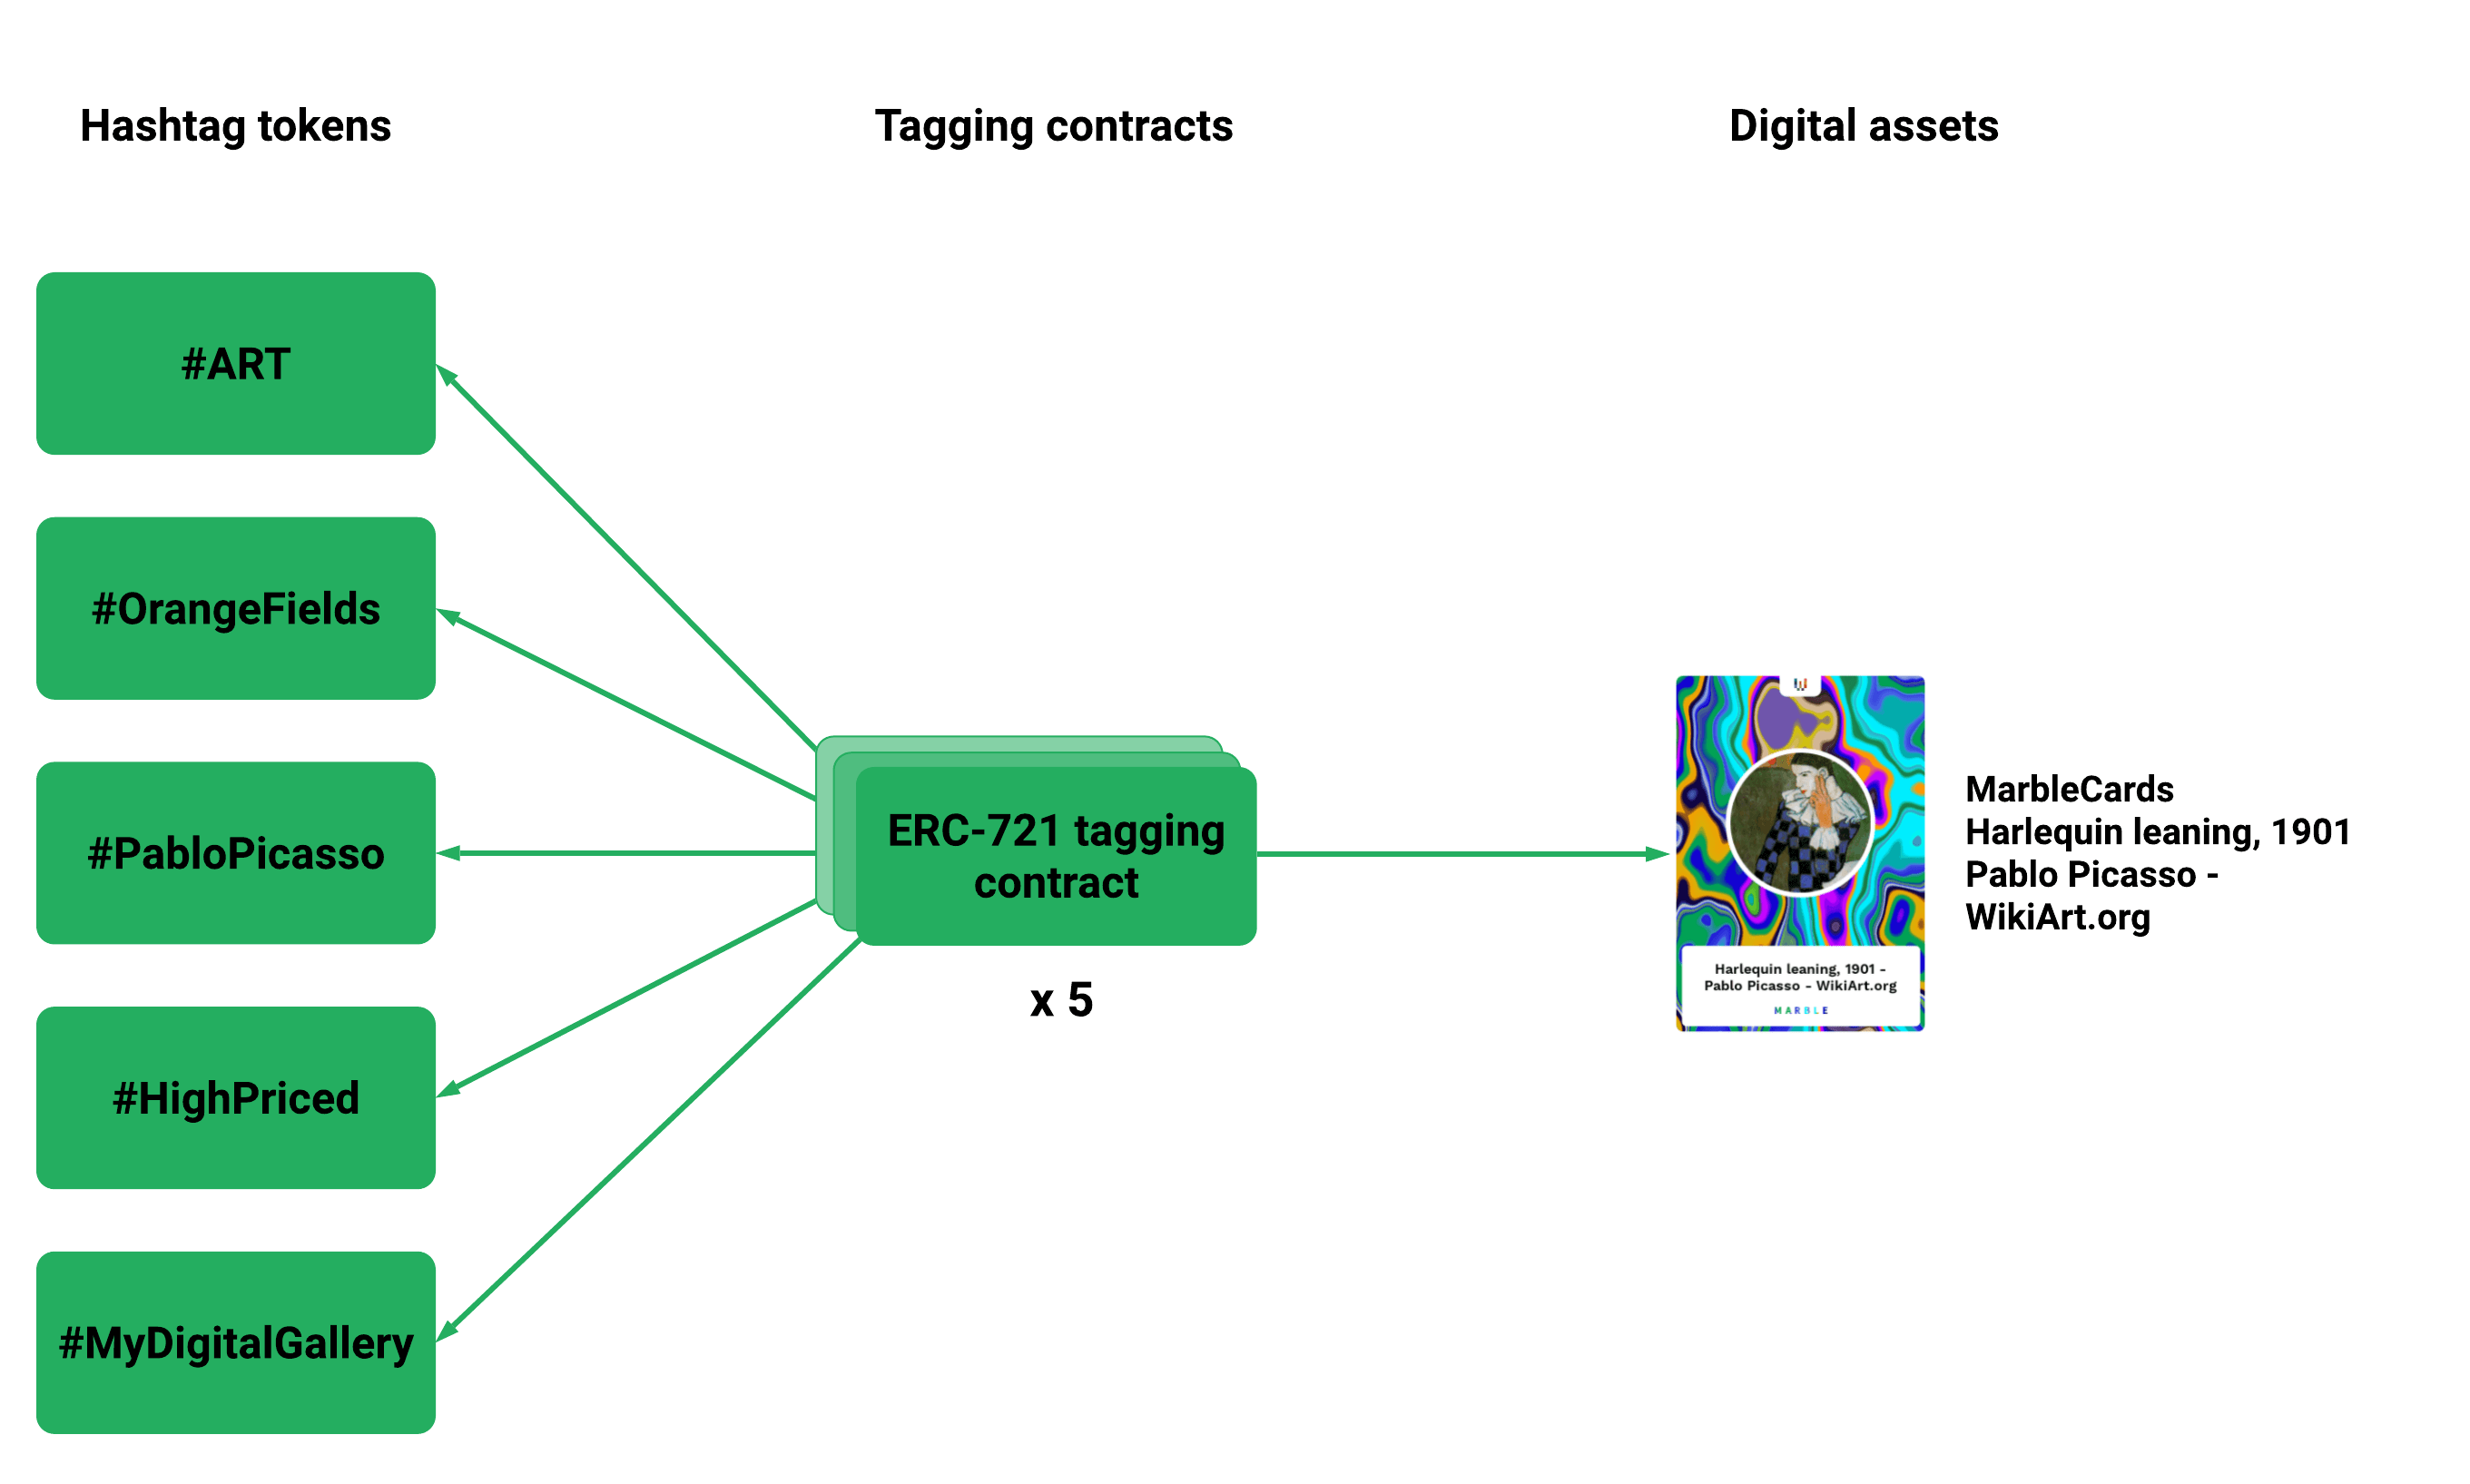 Hashtag tokens
Tagging contracts
Digital assets
#ART
#OrangeFields
#PabloPicasso
#HighPriced
#MyDigitalGallery
ERC-721 tagging
contract
x 5
Harlequin leaning, 1901 -
Pablo Picasso - WikiArt.org
MARBLE
MarbleCards
Harlequin leaning, 1901
Pablo Picasso -
WikiArt.org